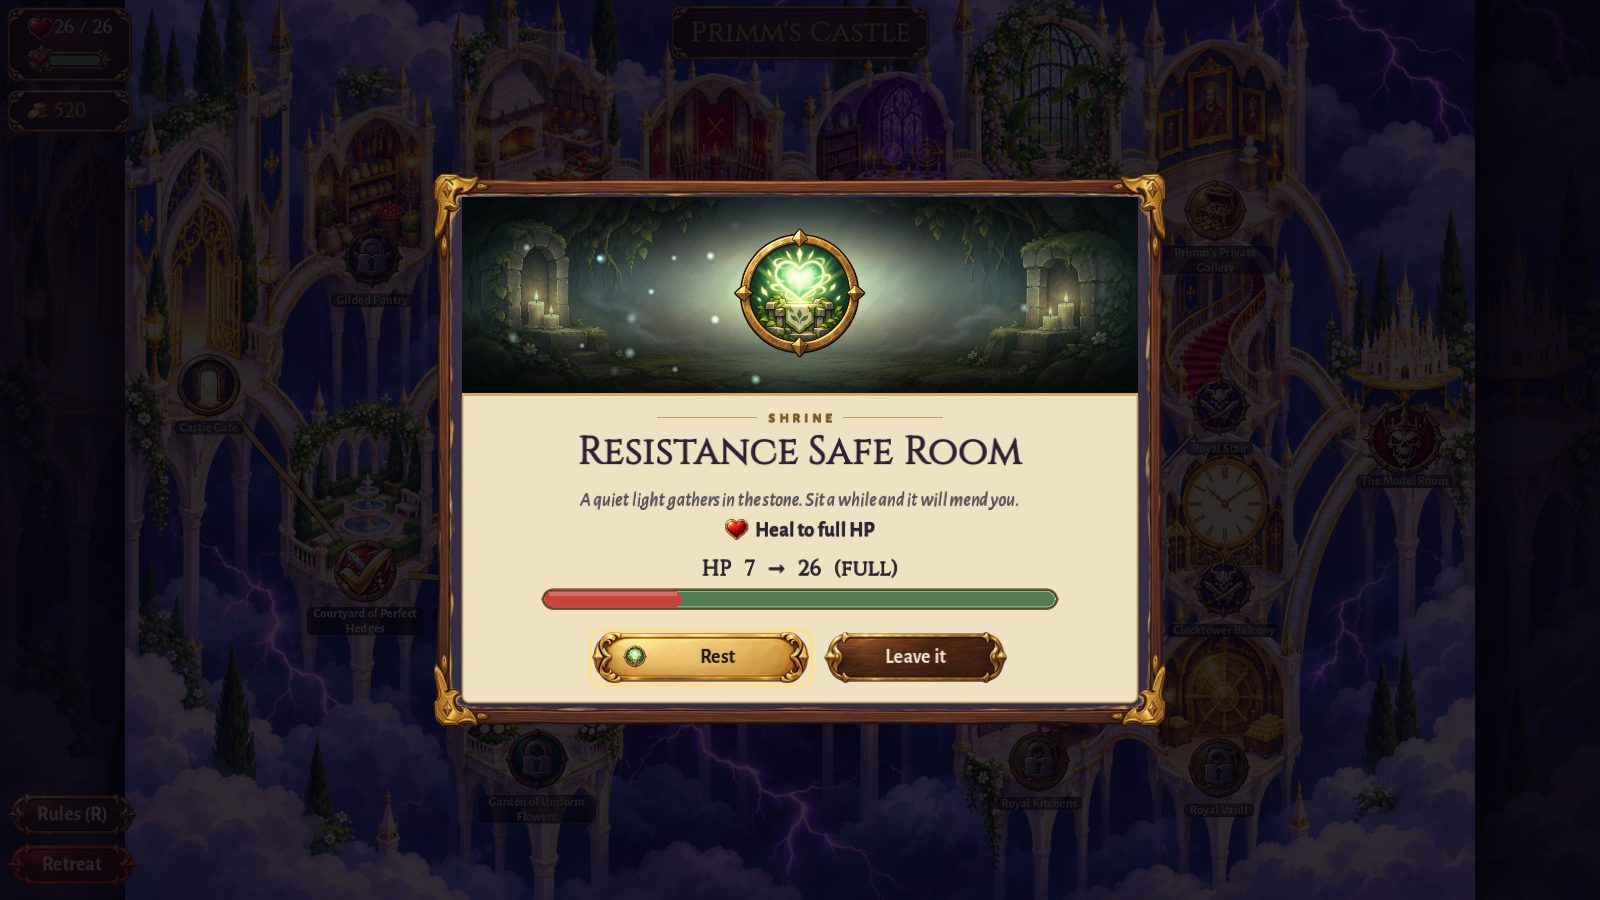 26 / 26
520
PRIMM'S CASTLE
Primm's Private
Gallery
Gilded Pantry
Castle Gate
Royal Stair
The Model Room
SHRINE
RESISTANCE SAFE ROOM
A quiet light gathers in the stone. Sit a while and it will mend you.
Heal to full HP
HP 7 → 26 (FULL)
Rest
Leave it
Courtyard of Perfect
Hedges
Clocktower Balcony
Garden of Uniform
Flowers
Royal Kitchens
Royal Vault
Rules (R)
Retreat